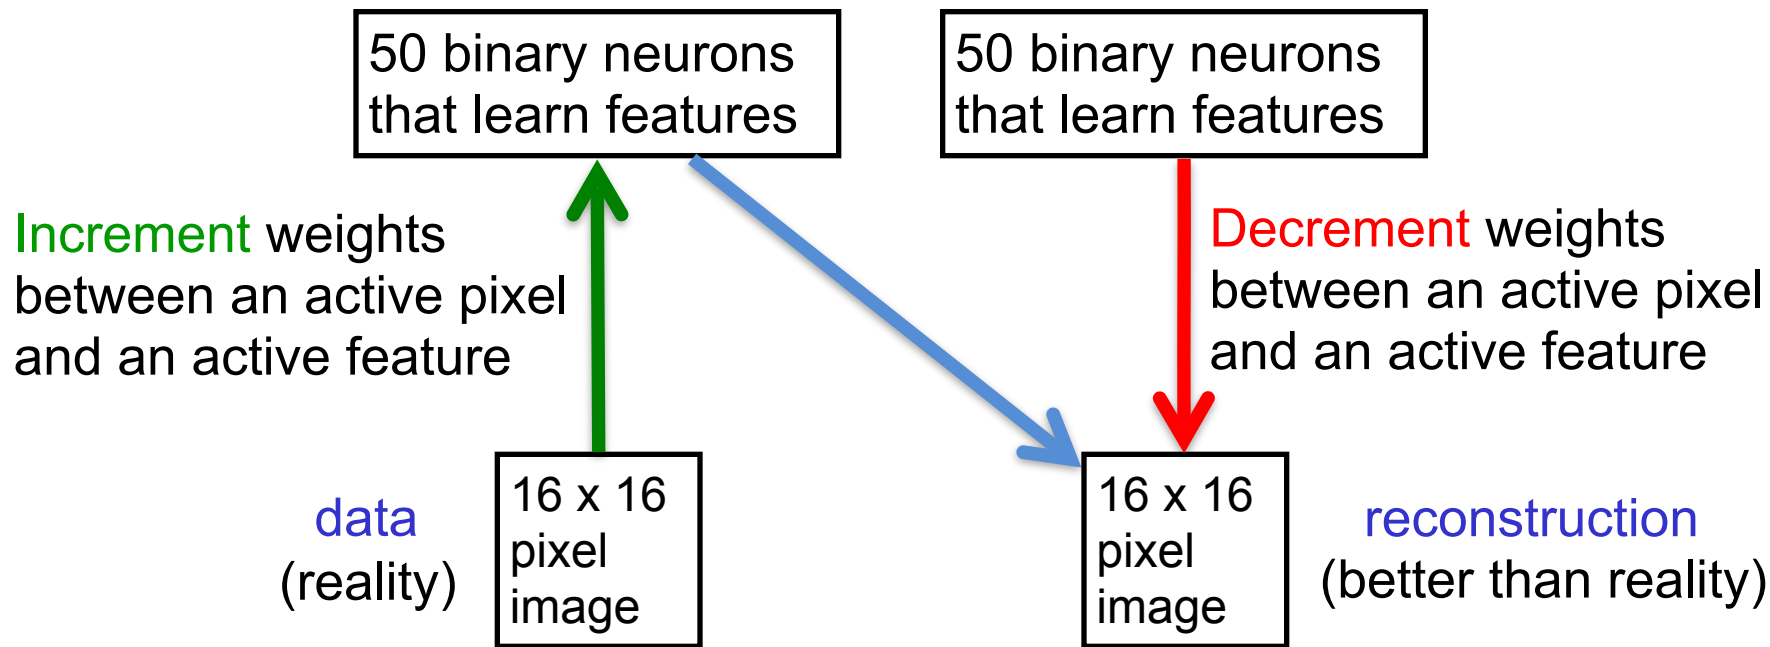 50 binary neurons
that learn features
50 binary neurons
that learn features
Increment weights
between an active pixel
and an active feature
Decrement weights
between an active pixel
and an active feature
data
(reality)
16 x 16
pixel
image
16 x 16
pixel
image
reconstruction
(better than reality)